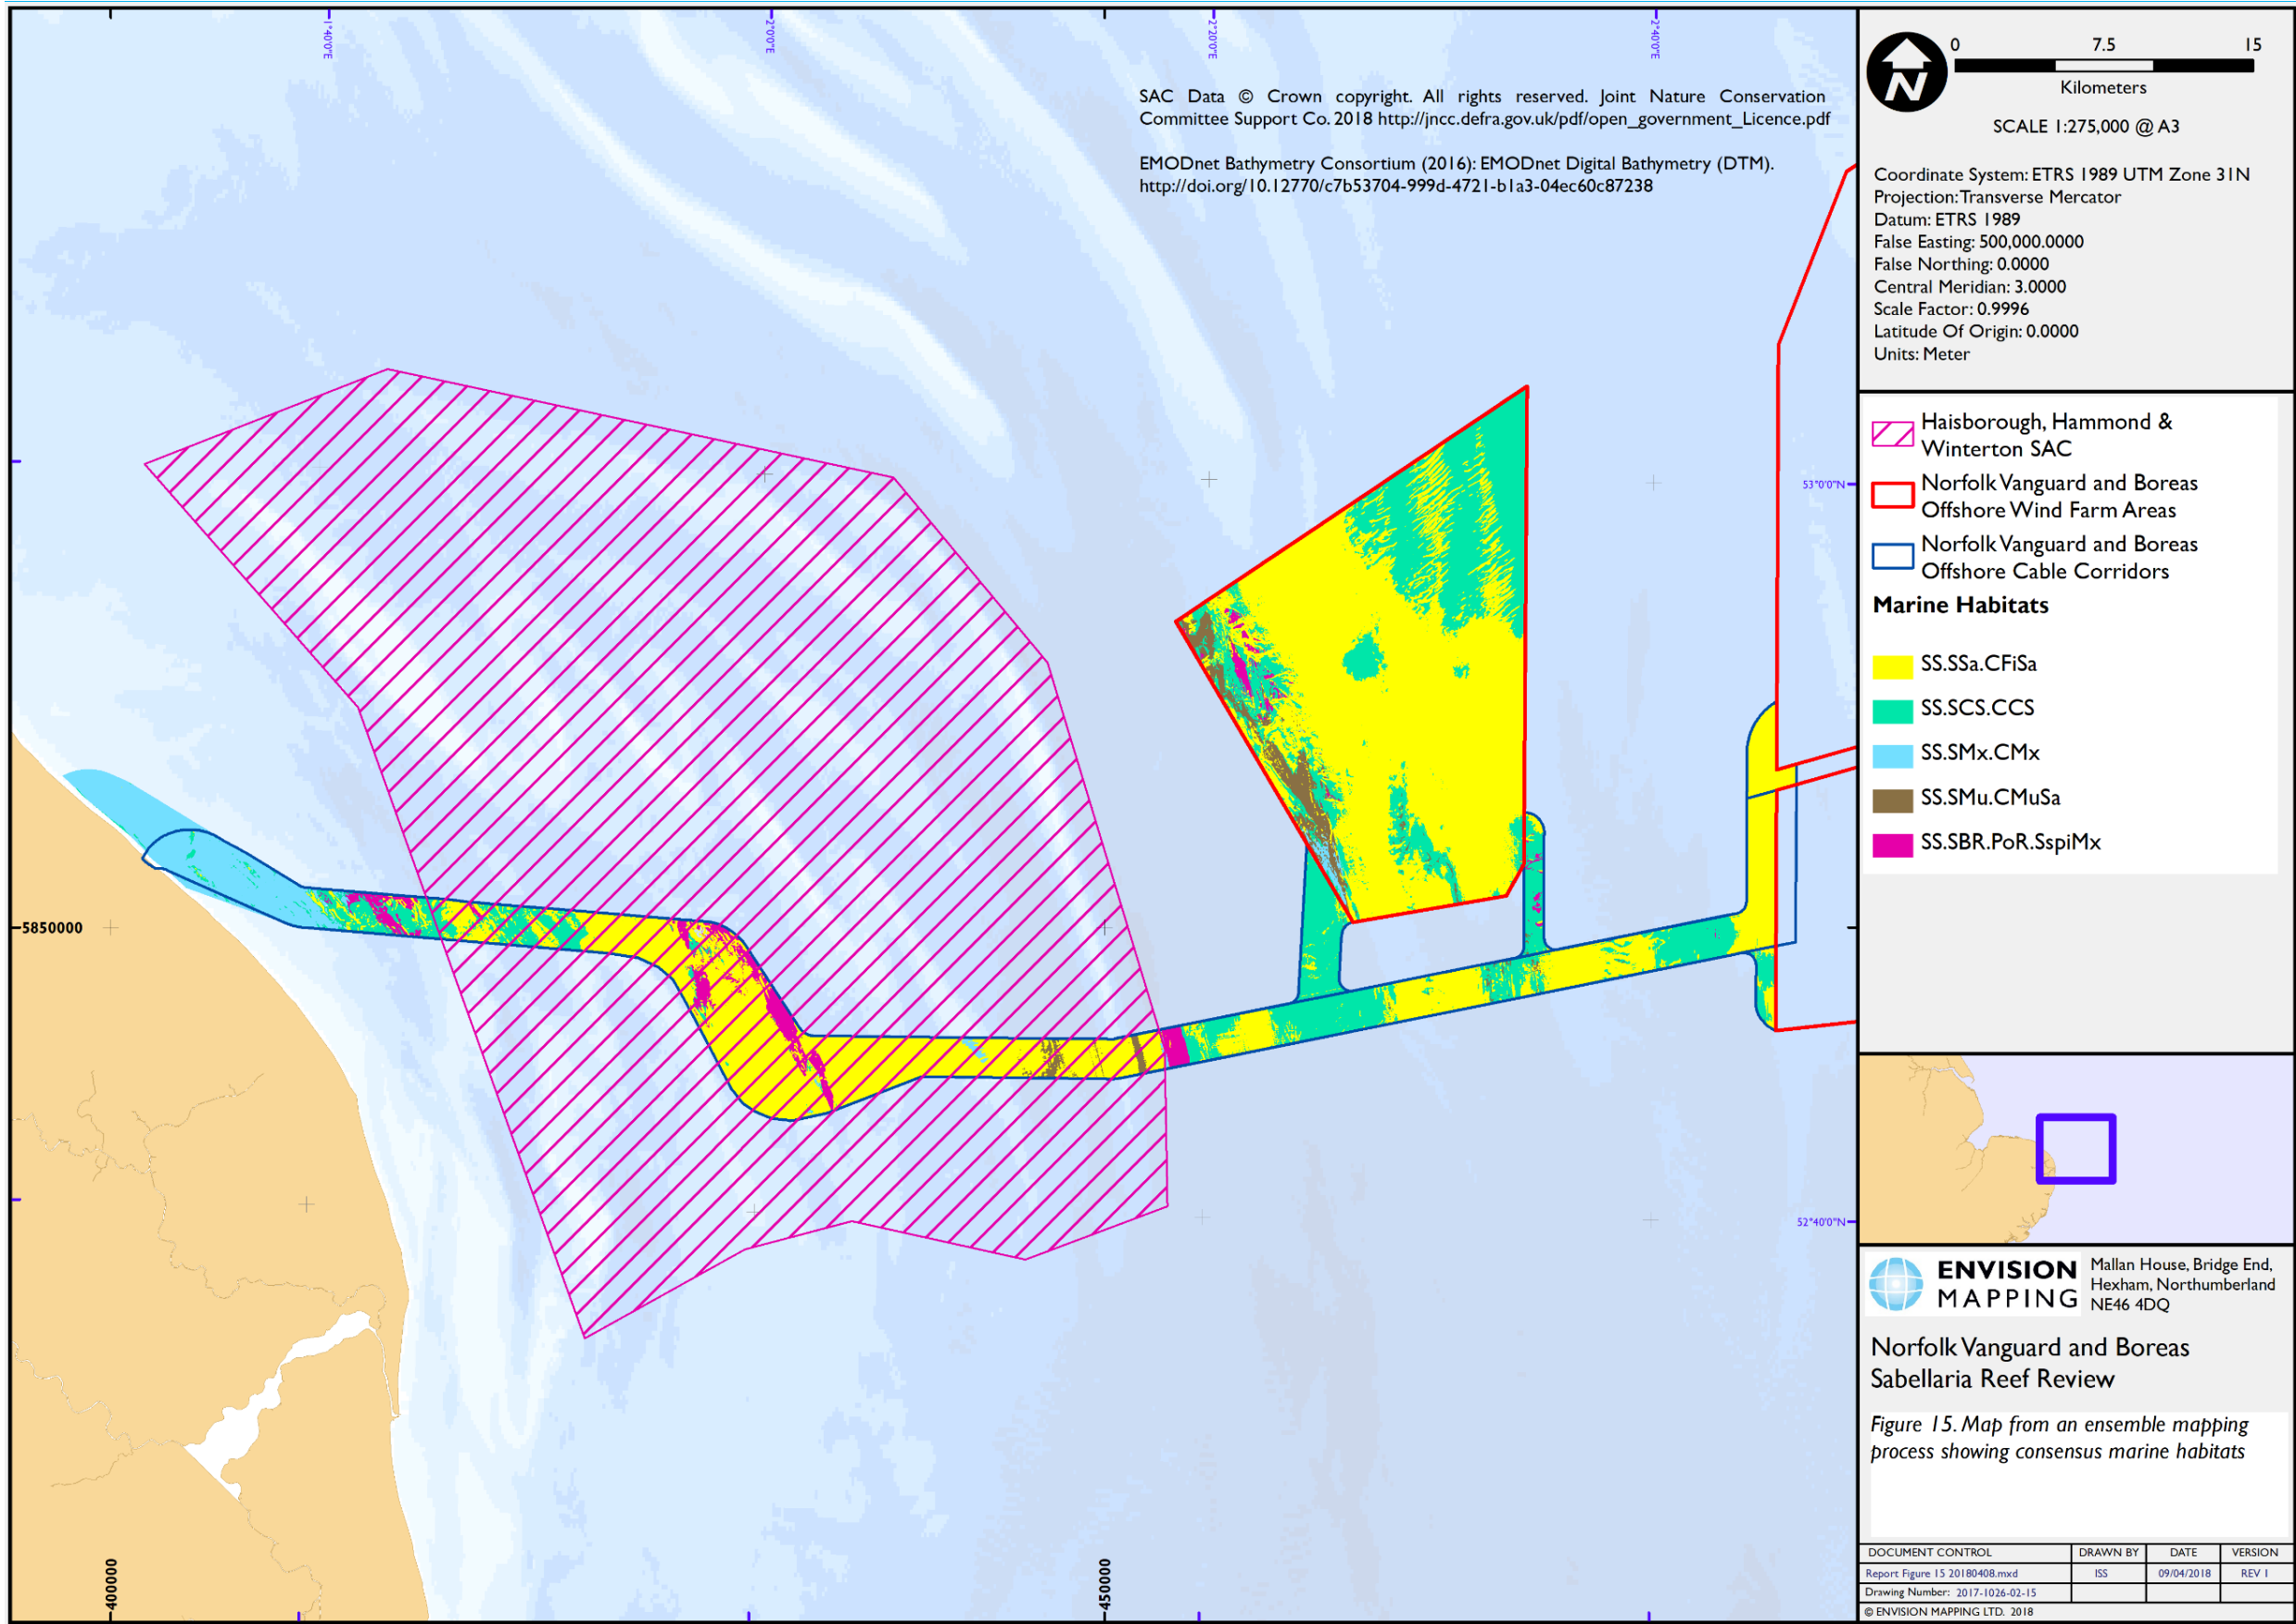 1°40'0"E
2°0'0"E
2°20'0"E
2°40'0"E
SAC Data © Crown copyright. All rights reserved. Joint Nature Conservation
Committee Support Co. 2018 http://jncc.defra.gov.uk/pdf/open_government_Licence.pdf
EMODnet Bathymetry Consortium (2016): EMODnet Digital Bathymetry (DTM).
http://doi.org/10.12770/c7b53704-999d-4721-b1a3-04ec60c87238
53°0'0"N
5850000
52°40'0"N
400000
450000
N
0 7.5 15
Kilometers
SCALE 1:275,000 @ A3
Coordinate System: ETRS 1989 UTM Zone 31N
Projection: Transverse Mercator
Datum: ETRS 1989
False Easting: 500,000.0000
False Northing: 0.0000
Central Meridian: 3.0000
Scale Factor: 0.9996
Latitude Of Origin: 0.0000
Units: Meter
Haisborough, Hammond &
Winterton SAC
Norfolk Vanguard and Boreas
Offshore Wind Farm Areas
Norfolk Vanguard and Boreas
Offshore Cable Corridors
Marine Habitats
SS.SSa.CFiSa
SS.SCS.CCS
SS.SMx.CMx
SS.SMu.CMuSa
SS.SBR.PoR.SspiMx
ENVISION
MAPPING
Mallan House, Bridge End,
Hexham, Northumberland
NE46 4DQ
Norfolk Vanguard and Boreas
Sabellaria Reef Review
Figure 15. Map from an ensemble mapping
process showing consensus marine habitats
DOCUMENT CONTROL DRAWN BY DATE VERSION
Report Figure 15 20180408.mxd ISS 09/04/2018 REV 1
Drawing Number: 2017-1026-02-15
© ENVISION MAPPING LTD. 2018